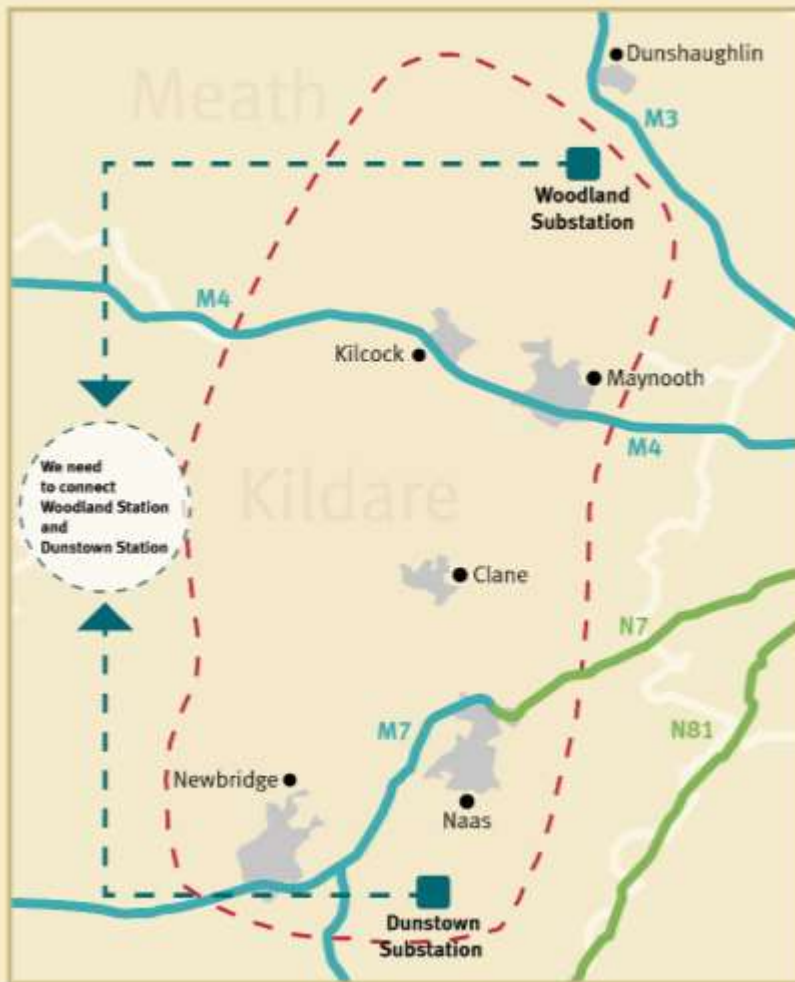 Dunshaughlin
Meath
M3
Woodland
Substation
M4
Kilcock
Maynooth
M4
We need
to connect
Woodland Station
and
Dunstown Station
Kildare
Clane
N7
M7
N81
Newbridge
Naas
Dunstown
Substation